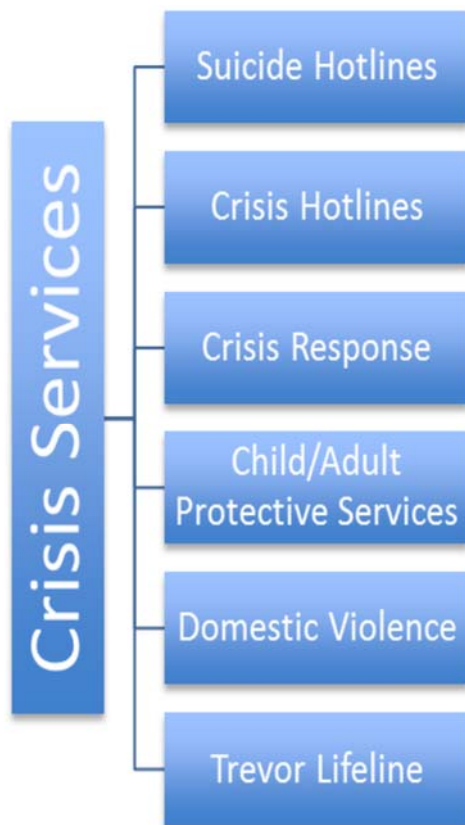 Crisis Services
Suicide Hotlines
Crisis Hotlines
Crisis Response
Child/Adult
Protective Services
Domestic Violence
Trevor Lifeline